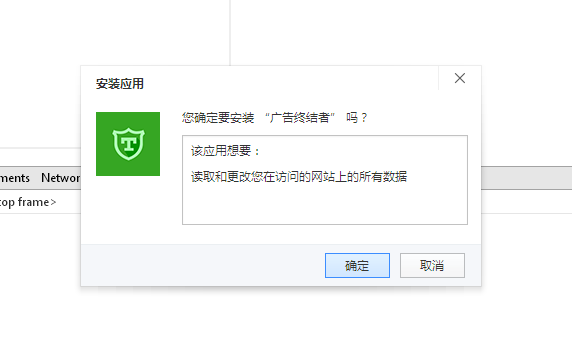 安装应用
您确定要安装 “广告终结者” 吗？
T
该应用想要：
读取和更改您在访问的网站上的所有数据
ments Networ
top frame>
确定 取消